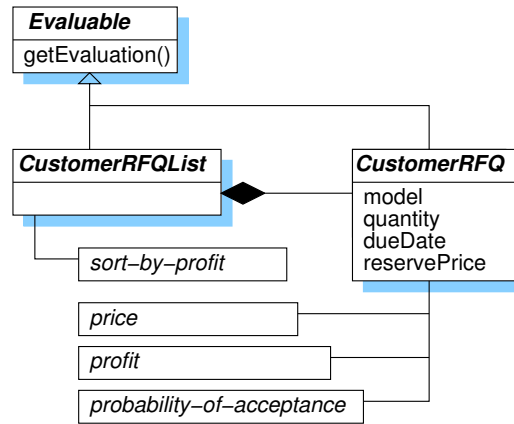 Evaluable
getEvaluation()
CustomerRFQList
CustomerRFQ
model
quantity
dueDate
reservePrice
sort−by−profit
price
profit
probability−of−acceptance